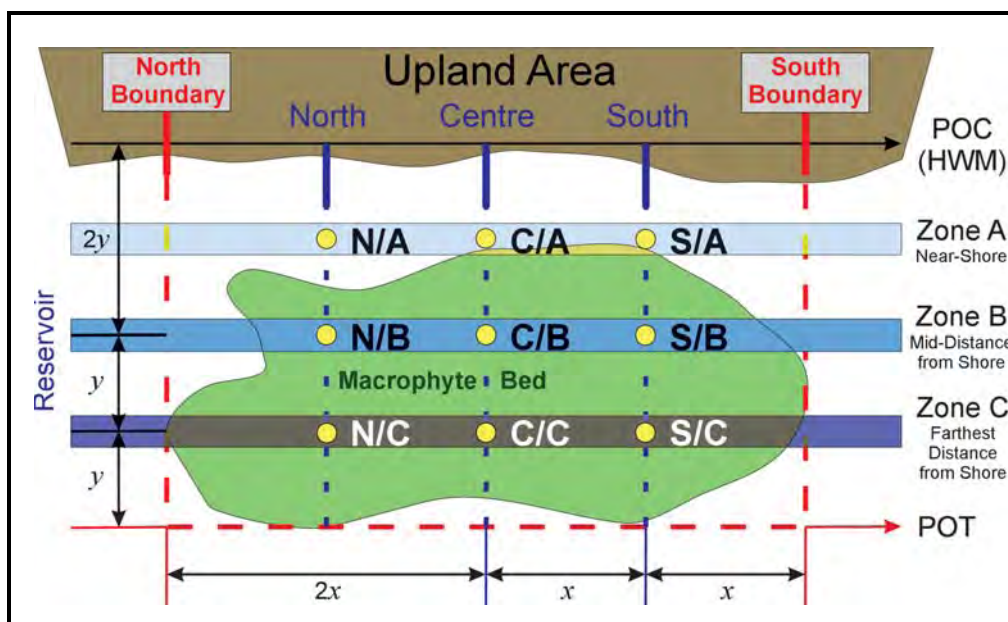 Upland Area
North
Boundary
South
Boundary
North
Centre
South
POC
(HWM)
2y
N/A
C/A
S/A
Zone A
Near-Shore
Reservoir
N/B
C/B
S/B
Zone B
Mid-Distance
from Shore
y
Macrophyte Bed
N/C
C/C
S/C
Zone C
Farthest
Distance
from Shore
y
POT
2x
x
x